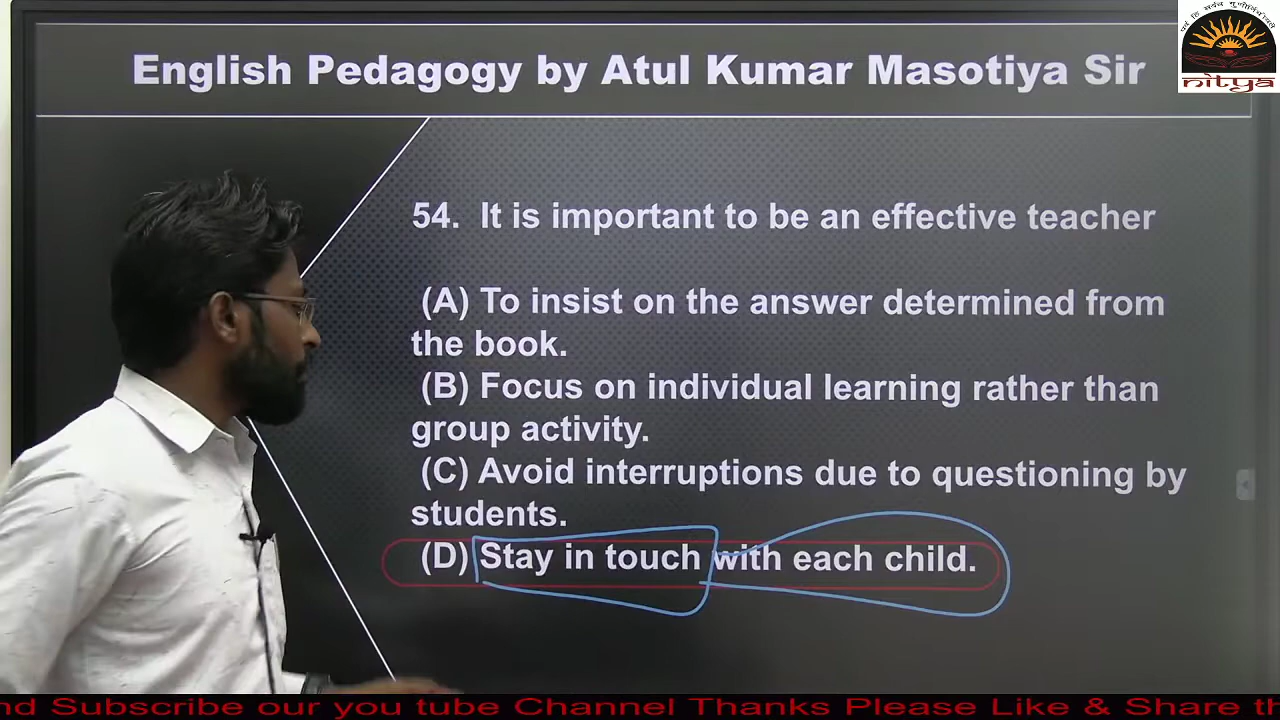 English Pedagogy by Atul Kumar Masotiya Sir
nitya
54. It is important to be an effective teacher
(A) To insist on the answer determined from
the book.
(B) Focus on individual learning rather than
group activity.
(C) Avoid interruptions due to questioning by
students.
(D) Stay in touch with each child.
nd Subscribe our you tube Channel Thanks Please Like & Share th